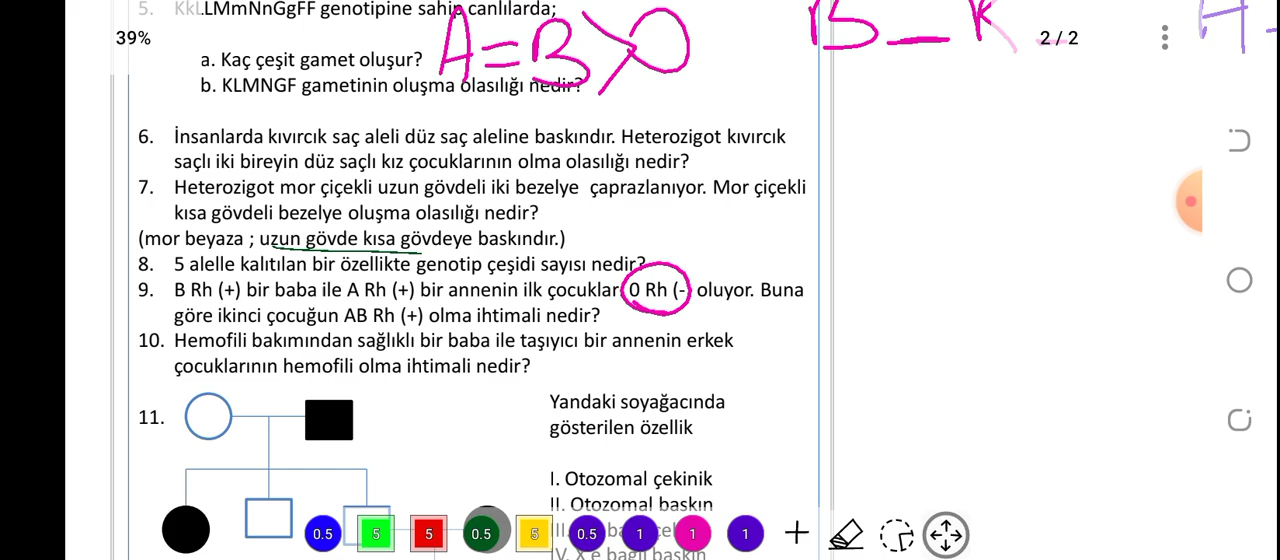 5. KkLLMmNnGgFF genotipine sahip canlılarda;
39%
2 / 2
a. Kaç çeşit gamet oluşur?
A = B > O
B
b. KLMNGF gametinin oluşma olasılığı nedir?
6. İnsanlarda kıvırcık saç aleli düz saç aleline baskındır. Heterozigot kıvırcık
saçlı iki bireyin düz saçlı kız çocuklarının olma olasılığı nedir?
7. Heterozigot mor çiçekli uzun gövdeli iki bezelye çaprazlanıyor. Mor çiçekli
kısa gövdeli bezelye oluşma olasılığı nedir?
(mor beyaza ; uzun gövde kısa gövdeye baskındır.)
8. 5 alelle kalıtılan bir özellikte genotip çeşidi sayısı nedir?
9. B Rh (+) bir baba ile A Rh (+) bir annenin ilk çocuklar 0 Rh (- oluyor. Buna
göre ikinci çocuğun AB Rh (+) olma ihtimali nedir?
10. Hemofili bakımından sağlıklı bir baba ile taşıyıcı bir annenin erkek
çocuklarının hemofili olma ihtimali nedir?
11.
Yandaki soyağacında
gösterilen özellik
I. Otozomal çekinik
II. Otozomal baskın
IV. X e bağlı baskın
0.5 5 5 0.5 5 0.5 1 1 1